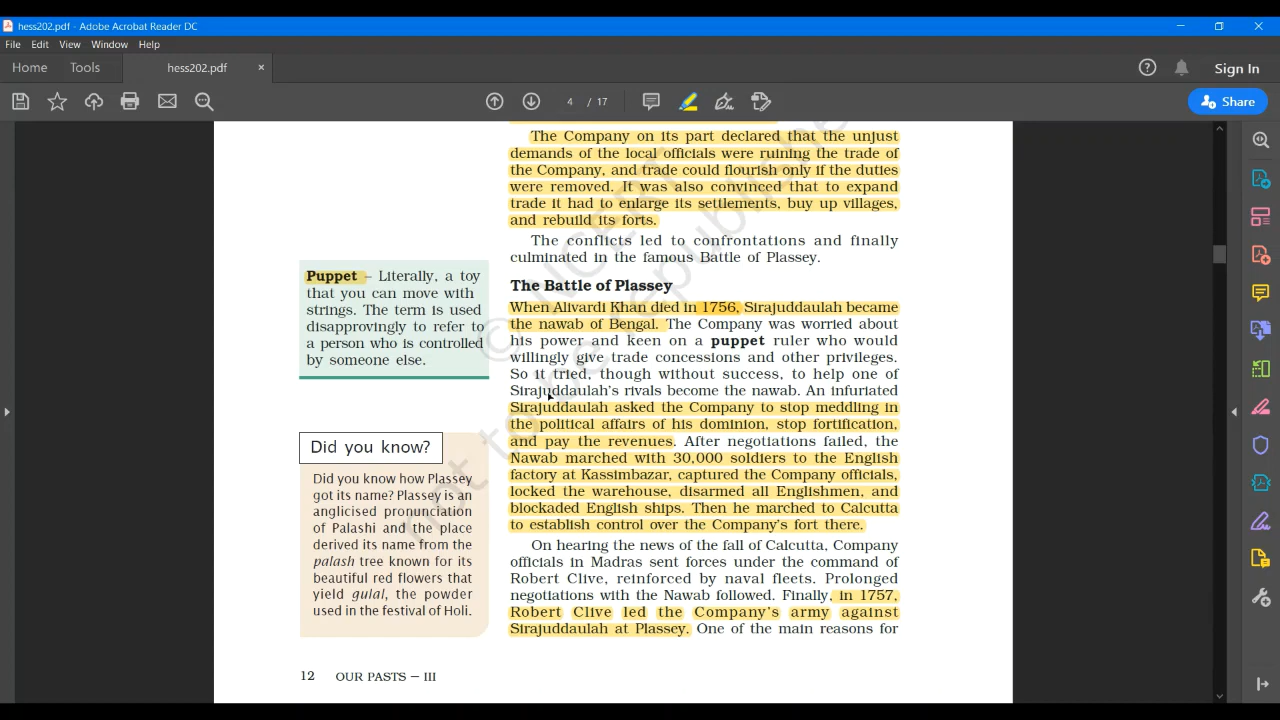 hess202.pdf - Adobe Acrobat Reader DC
File Edit View Window Help
Home Tools hess202.pdf × Sign In
4 / 17 Share
The Company on its part declared that the unjust
demands of the local officials were ruining the trade of
the Company, and trade could flourish only if the duties
were removed. It was also convinced that to expand
trade it had to enlarge its settlements, buy up villages,
and rebuild its forts.
The conflicts led to confrontations and finally
culminated in the famous Battle of Plassey.
Puppet – Literally, a toy
that you can move with
strings. The term is used
disapprovingly to refer to
a person who is controlled
by someone else.
The Battle of Plassey
When Alivardi Khan died in 1756, Sirajuddaulah became
the nawab of Bengal. The Company was worried about
his power and keen on a puppet ruler who would
willingly give trade concessions and other privileges.
So it tried, though without success, to help one of
Sirajuddaulah's rivals become the nawab. An infuriated
Sirajuddaulah asked the Company to stop meddling in
the political affairs of his dominion, stop fortification,
and pay the revenues. After negotiations failed, the
Nawab marched with 30,000 soldiers to the English
factory at Kassimbazar, captured the Company officials,
locked the warehouse, disarmed all Englishmen, and
blockaded English ships. Then he marched to Calcutta
to establish control over the Company's fort there.
Did you know?
Did you know how Plassey
got its name? Plassey is an
anglicised pronunciation
of Palashi and the place
derived its name from the
palash tree known for its
beautiful red flowers that
yield gulal, the powder
used in the festival of Holi.
On hearing the news of the fall of Calcutta, Company
officials in Madras sent forces under the command of
Robert Clive, reinforced by naval fleets. Prolonged
negotiations with the Nawab followed. Finally, in 1757,
Robert Clive led the Company's army against
Sirajuddaulah at Plassey. One of the main reasons for
12 OUR PASTS – III
© NCERT
not to be republished